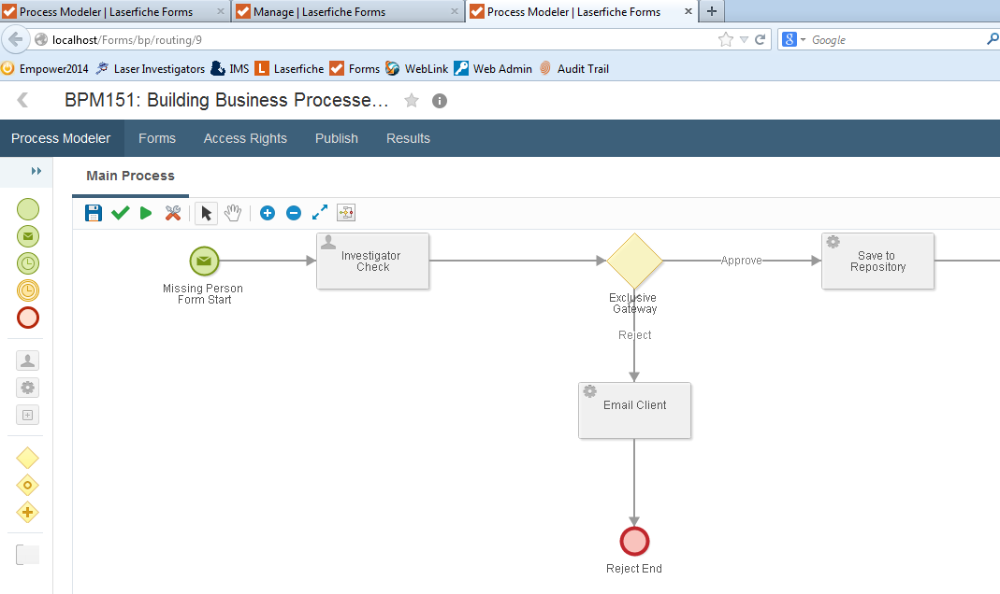 Process Modeler | Laserfiche Forms
Manage | Laserfiche Forms
Process Modeler | Laserfiche Forms
localhost/Forms/bp/routing/9
Google
Empower2014
Laser Investigators
IMS
Laserfiche
Forms
WebLink
Web Admin
Audit Trail
BPM151: Building Business Processe...
Process Modeler
Forms
Access Rights
Publish
Results
Main Process
Missing Person
Form Start
Investigator
Check
Exclusive
Gateway
Approve
Save to
Repository
Reject
Email Client
Reject End